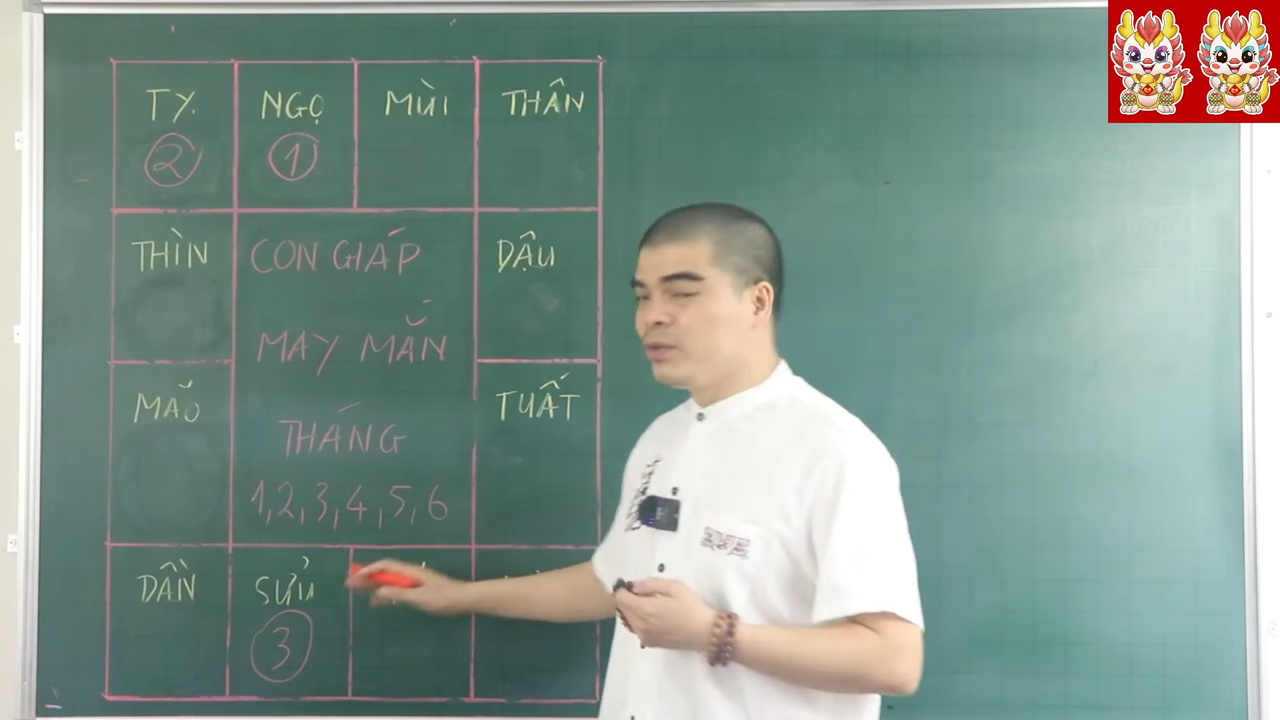 TỴ
NGỌ
MÙI
THÂN
2
1
THÌN
CON GIÁP
DẬU
MAY MẮN
MÃO
TUẤT
THÁNG
1,2,3,4,5,6
DẦN
SỬU
3